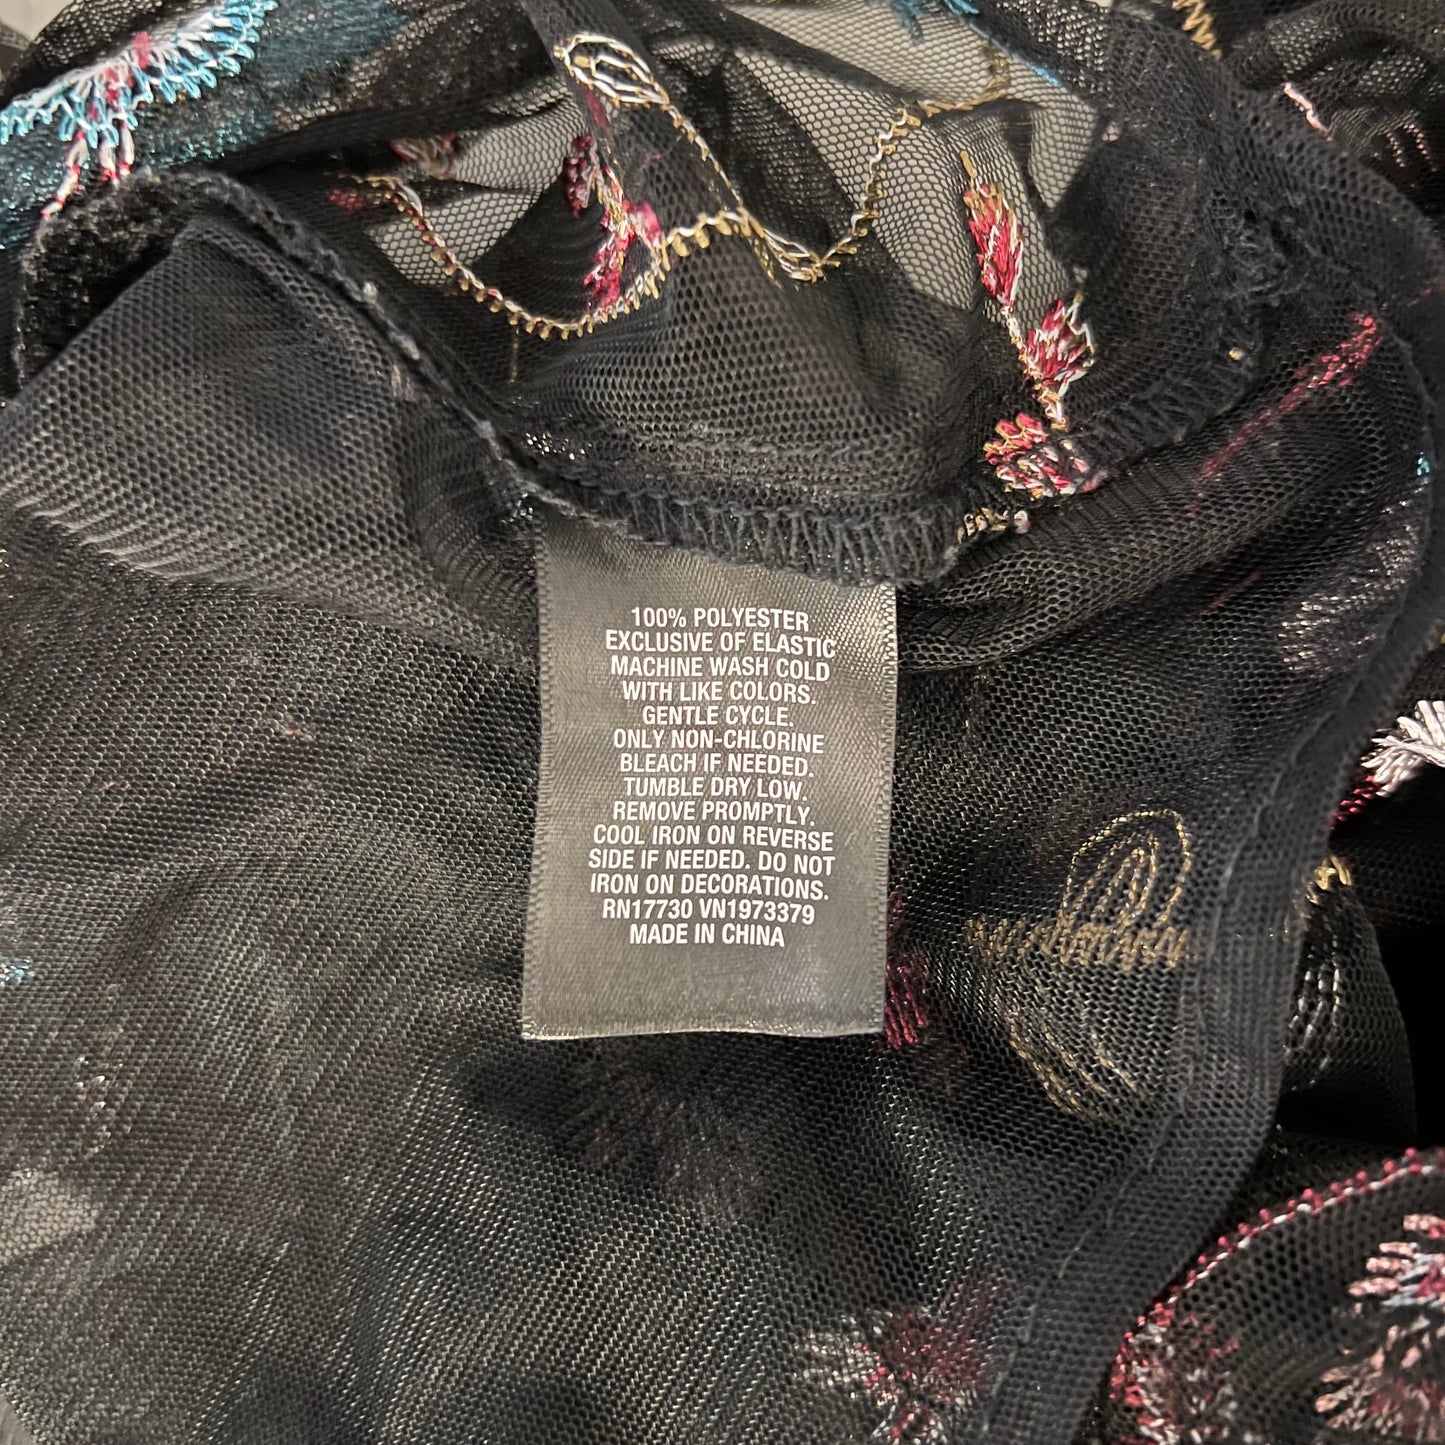 100% POLYESTER
EXCLUSIVE OF ELASTIC
MACHINE WASH COLD
WITH LIKE COLORS.
GENTLE CYCLE.
ONLY NON-CHLORINE
BLEACH IF NEEDED.
TUMBLE DRY LOW.
REMOVE PROMPTLY.
COOL IRON ON REVERSE
SIDE IF NEEDED. DO NOT
IRON ON DECORATIONS.
RN17730 VN1973379
MADE IN CHINA